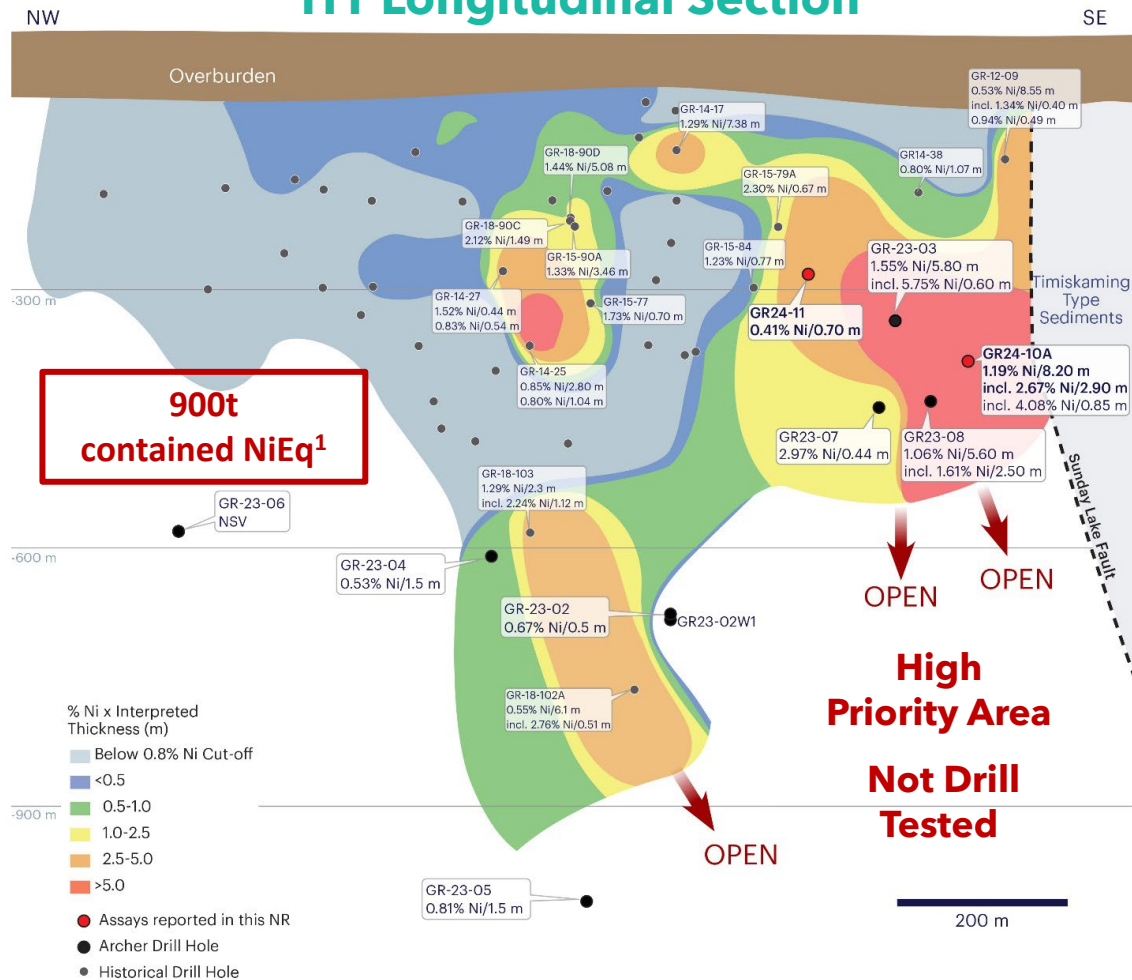 1H Longitudinal Section
NW
SE
Overburden
GR-12-09
0.53% Ni/8.55 m
incl. 1.34% Ni/0.40 m
0.94% Ni/0.49 m
GR-14-17
1.29% Ni/7.38 m
GR-18-90D
1.44% Ni/5.08 m
GR14-38
0.80% Ni/1.07 m
GR-15-79A
2.30% Ni/0.67 m
GR-18-90C
2.12% Ni/1.49 m
GR-15-90A
1.33% Ni/3.46 m
GR-15-84
1.23% Ni/0.77 m
GR-23-03
1.55% Ni/5.80 m
incl. 5.75% Ni/0.60 m
-300 m
GR-14-27
1.52% Ni/0.44 m
0.83% Ni/0.54 m
GR-15-77
1.73% Ni/0.70 m
GR24-11
0.41% Ni/0.70 m
Timiskaming
Type
Sediments
GR24-10A
1.19% Ni/8.20 m
incl. 2.67% Ni/2.90 m
incl. 4.08% Ni/0.85 m
GR-14-25
0.85% Ni/2.80 m
0.80% Ni/1.04 m
900t
contained NiEq¹
GR23-07
2.97% Ni/0.44 m
GR23-08
1.06% Ni/5.60 m
incl. 1.61% Ni/2.50 m
Sunday Lake Fault
GR-18-103
1.29% Ni/2.3 m
incl. 2.24% Ni/1.12 m
GR-23-06
NSV
-600 m
GR-23-04
0.53% Ni/1.5 m
OPEN
OPEN
GR-23-02
0.67% Ni/0.5 m
GR23-02W1
High
Priority Area
Not Drill
Tested
GR-18-102A
0.55% Ni/6.1 m
incl. 2.76% Ni/0.51 m
% Ni x Interpreted
Thickness (m)
Below 0.8% Ni Cut-off
<0.5
0.5-1.0
1.0-2.5
2.5-5.0
>5.0
-900 m
OPEN
GR-23-05
0.81% Ni/1.5 m
200 m
Assays reported in this NR
Archer Drill Hole
Historical Drill Hole